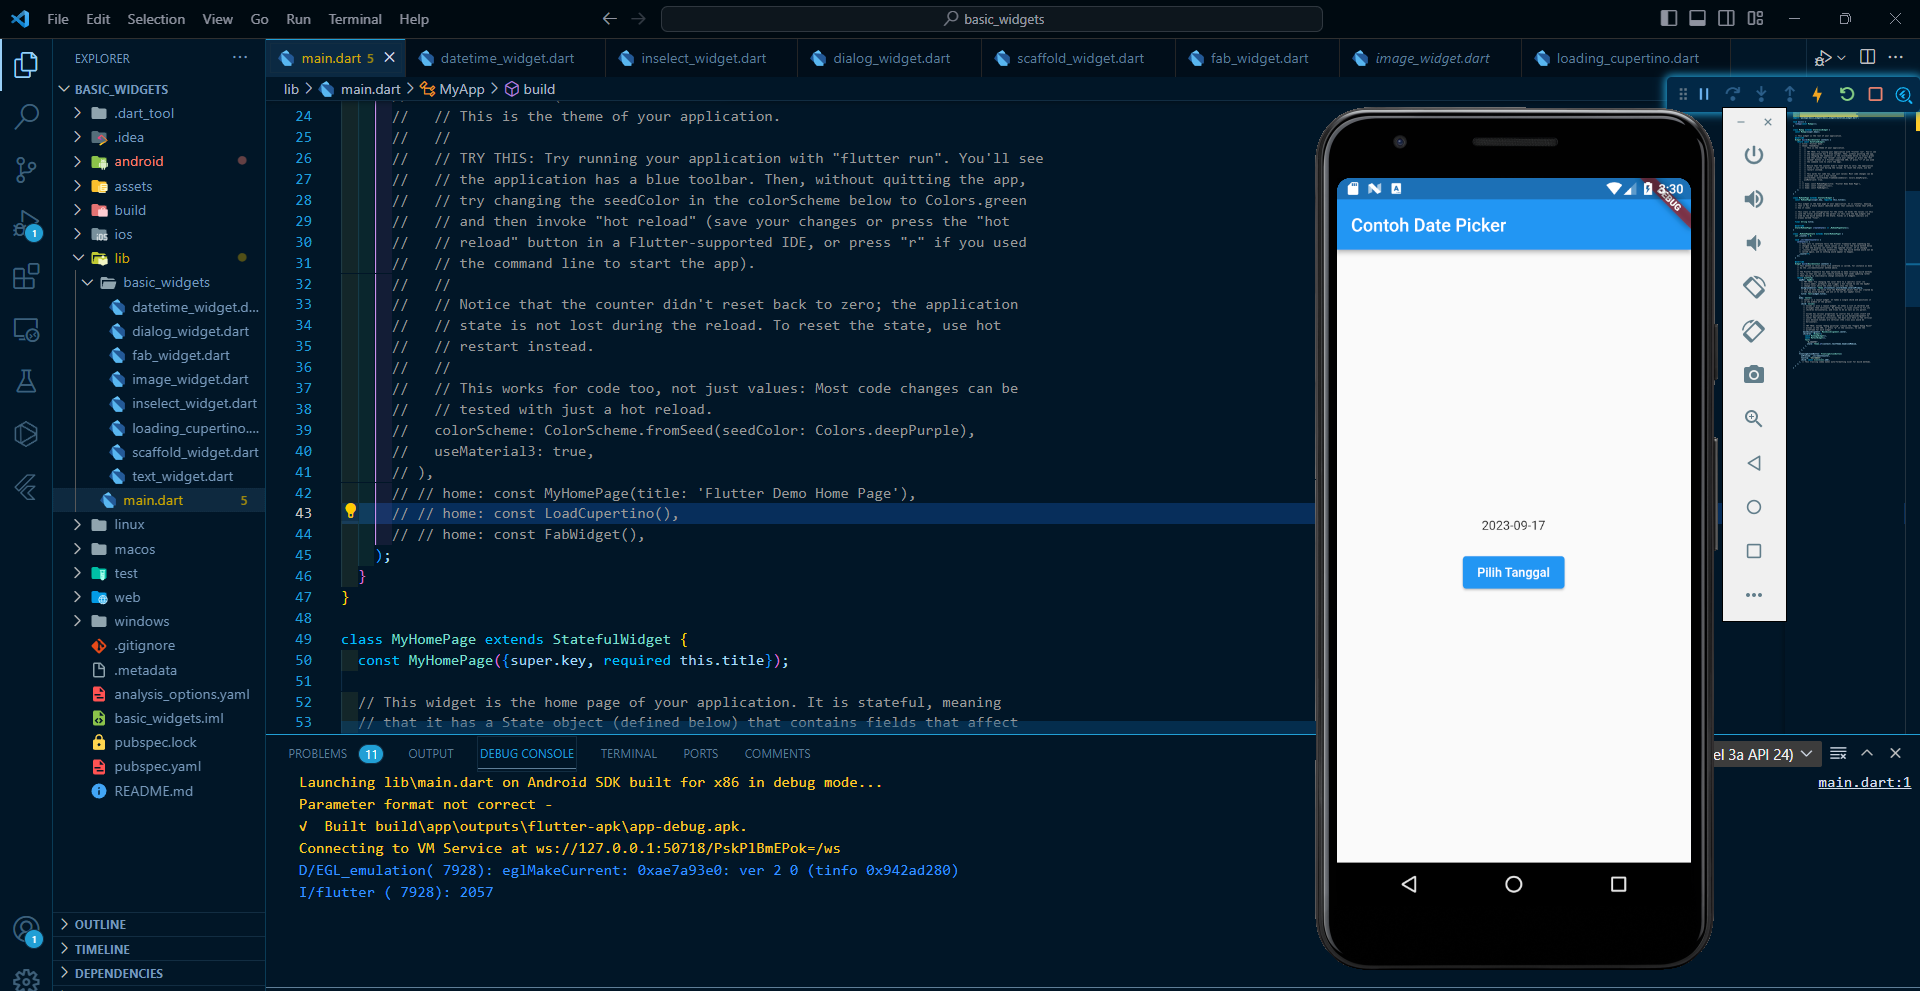 File Edit Selection View Go Run Terminal Help
basic_widgets
EXPLORER
main.dart 5
datetime_widget.dart
inselect_widget.dart
dialog_widget.dart
scaffold_widget.dart
fab_widget.dart
image_widget.dart
loading_cupertino.dart
lib > main.dart > MyApp > build
BASIC_WIDGETS
.dart_tool
.idea
android
assets
build
ios
lib
basic_widgets
datetime_widget.d...
dialog_widget.dart
fab_widget.dart
image_widget.dart
inselect_widget.dart
loading_cupertino....
scaffold_widget.dart
text_widget.dart
main.dart 5
linux
macos
test
web
windows
.gitignore
.metadata
analysis_options.yaml
basic_widgets.iml
pubspec.lock
pubspec.yaml
README.md
OUTLINE
TIMELINE
DEPENDENCIES
1
1
24 // // This is the theme of your application.
25 // //
26 // // TRY THIS: Try running your application with "flutter run". You'll see
27 // // the application has a blue toolbar. Then, without quitting the app,
28 // // try changing the seedColor in the colorScheme below to Colors.green
29 // // and then invoke "hot reload" (save your changes or press the "hot
30 // // reload" button in a Flutter-supported IDE, or press "r" if you used
31 // // the command line to start the app).
32 // //
33 // // Notice that the counter didn't reset back to zero; the application
34 // // state is not lost during the reload. To reset the state, use hot
35 // // restart instead.
36 // //
37 // // This works for code too, not just values: Most code changes can be
38 // // tested with just a hot reload.
39 // colorScheme: ColorScheme.fromSeed(seedColor: Colors.deepPurple),
40 // useMaterial3: true,
41 // ),
42 // // home: const MyHomePage(title: 'Flutter Demo Home Page'),
43 // // home: const LoadCupertino(),
44 // // home: const FabWidget(),
45 );
46 }
47 }
48
49 class MyHomePage extends StatefulWidget {
50 const MyHomePage({super.key, required this.title});
51
52 // This widget is the home page of your application. It is stateful, meaning
53 // that it has a State object (defined below) that contains fields that affect
PROBLEMS 11 OUTPUT DEBUG CONSOLE TERMINAL PORTS COMMENTS
el 3a API 24)
Launching lib\main.dart on Android SDK built for x86 in debug mode...
main.dart:1
Parameter format not correct -
√ Built build\app\outputs\flutter-apk\app-debug.apk.
Connecting to VM Service at ws://127.0.0.1:50718/PskPlBmEPok=/ws
D/EGL_emulation( 7928): eglMakeCurrent: 0xae7a93e0: ver 2 0 (tinfo 0x942ad280)
I/flutter ( 7928): 2057
3:30
DEBUG
Contoh Date Picker
2023-09-17
Pilih Tanggal